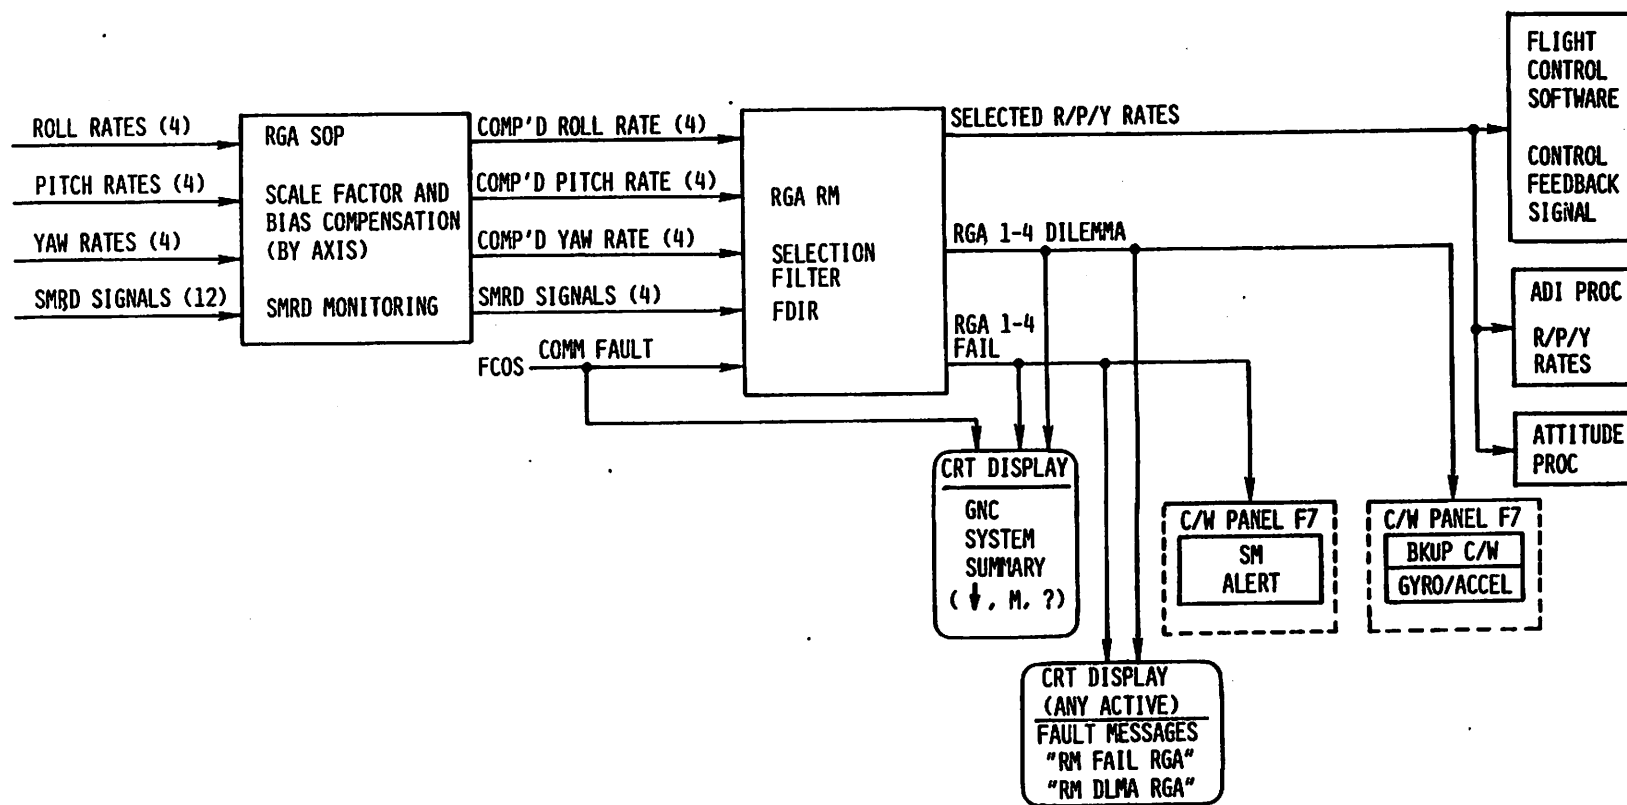 ROLL RATES (4)
PITCH RATES (4)
YAW RATES (4)
SMRD SIGNALS (12)
RGA SOP
SCALE FACTOR AND
BIAS COMPENSATION
(BY AXIS)
SMRD MONITORING
COMP'D ROLL RATE (4)
COMP'D PITCH RATE (4)
COMP'D YAW RATE (4)
SMRD SIGNALS (4)
FCOS
COMM FAULT
RGA RM
SELECTION
FILTER
FDIR
SELECTED R/P/Y RATES
RGA 1-4 DILEMMA
RGA 1-4
FAIL
FLIGHT
CONTROL
SOFTWARE
CONTROL
FEEDBACK
SIGNAL
ADI PROC
R/P/Y
RATES
ATTITUDE
PROC
CRT DISPLAY
GNC
SYSTEM
SUMMARY
(↓, M, ?)
C/W PANEL F7
SM
ALERT
C/W PANEL F7
BKUP C/W
GYRO/ACCEL
CRT DISPLAY
(ANY ACTIVE)
FAULT MESSAGES
"RM FAIL RGA"
"RM DLMA RGA"